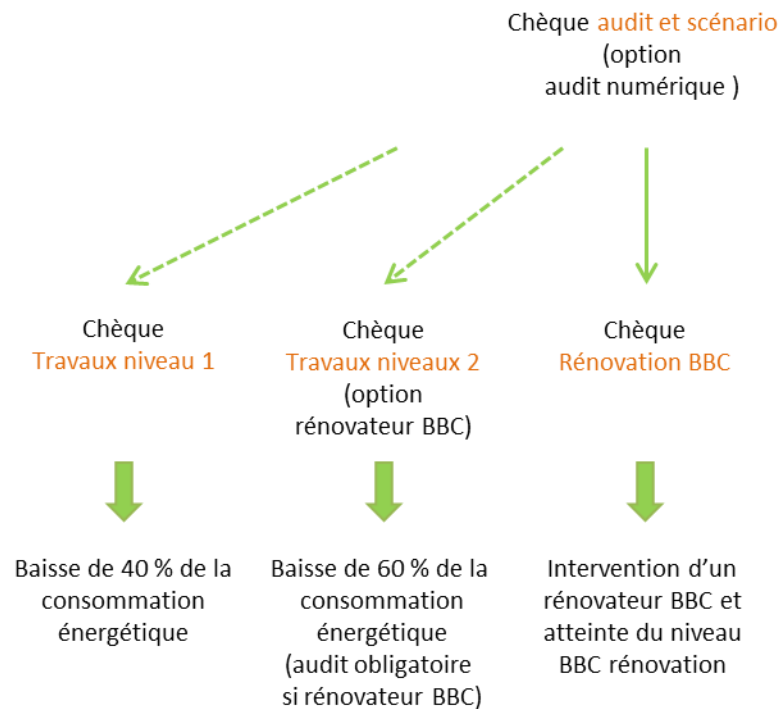 Chèque audit et scénario
(option
audit numérique )
Chèque
Travaux niveau 1
Chèque
Travaux niveaux 2
(option
rénovateur BBC)
Chèque
Rénovation BBC
Baisse de 40 % de la
consommation
énergétique
Baisse de 60 % de la
consommation
énergétique
(audit obligatoire
si rénovateur BBC)
Intervention d’un
rénovateur BBC et
atteinte du niveau
BBC rénovation